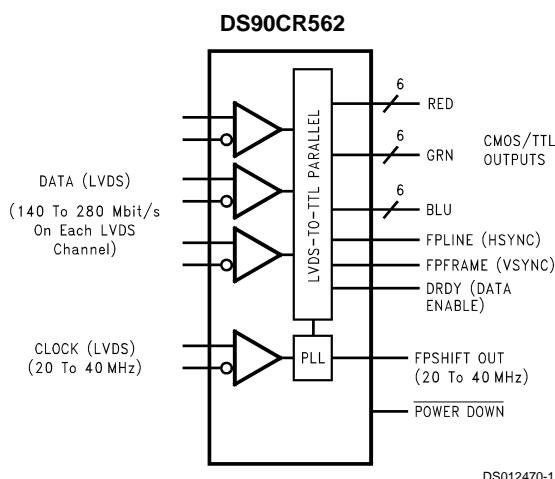 DS90CR562
DATA (LVDS)
(140 To 280 Mbit/s
On Each LVDS
Channel)
CLOCK (LVDS)
(20 To 40 MHz)
LVDS-TO-TTL PARALLEL
PLL
6
RED
6
GRN
CMOS/TTL
OUTPUTS
6
BLU
FPLINE (HSYNC)
FPFRAME (VSYNC)
DRDY (DATA
ENABLE)
FPSHIFT OUT
(20 To 40 MHz)
POWER DOWN
DS012470-1